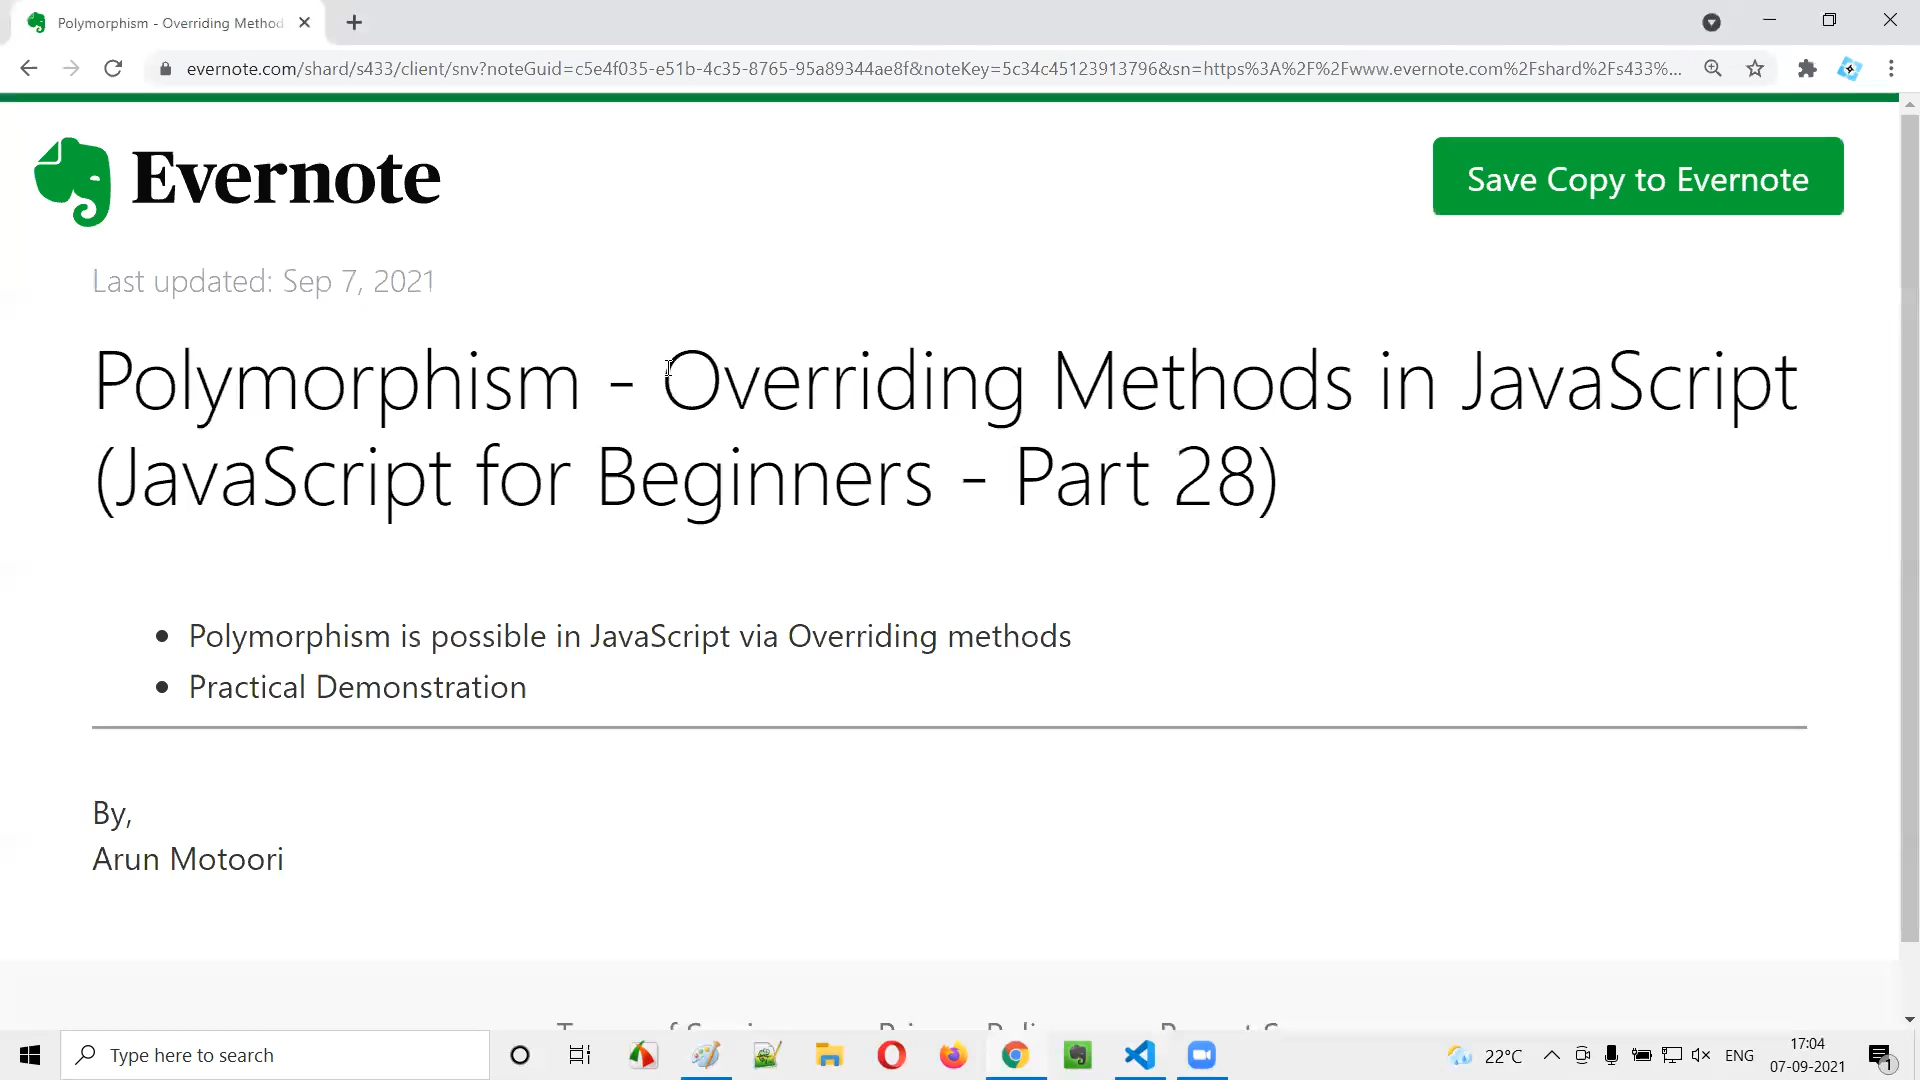 Polymorphism - Overriding Method
evernote.com/shard/s433/client/snv?noteGuid=c5e4f035-e51b-4c35-8765-95a89344ae8f&noteKey=5c34c45123913796&sn=https%3A%2F%2Fwww.evernote.com%2Fshard%2Fs433%...
Evernote
Save Copy to Evernote
Last updated: Sep 7, 2021
Polymorphism - Overriding Methods in JavaScript
(JavaScript for Beginners - Part 28)
Polymorphism is possible in JavaScript via Overriding methods
Practical Demonstration
By,
Arun Motoori
Type here to search
22°C
ENG
17:04
07-09-2021
1